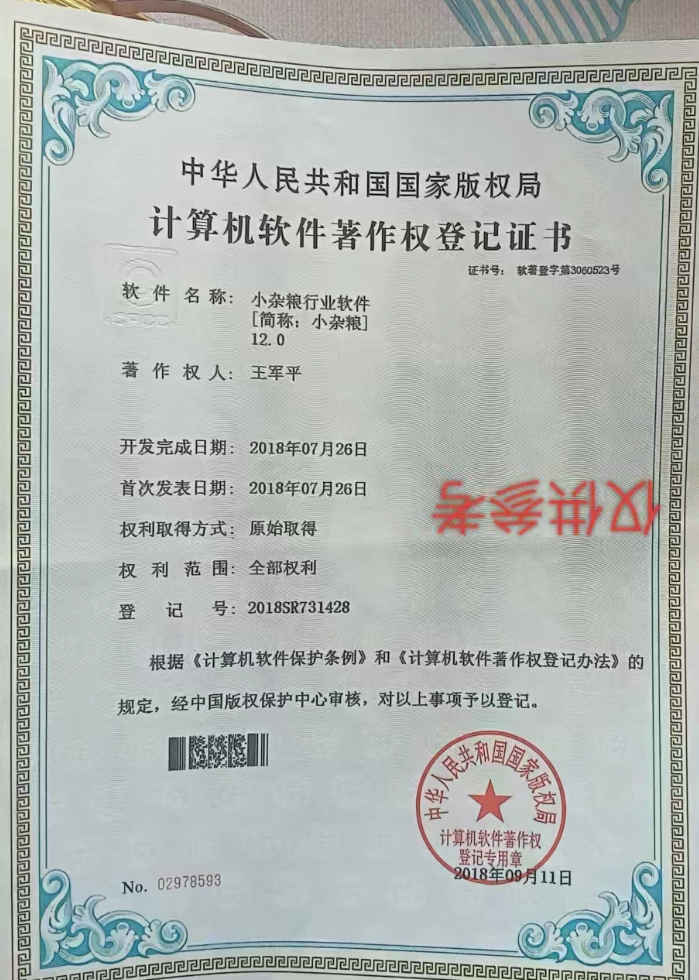 中华人民共和国国家版权局
计算机软件著作权登记证书
证书号： 软著登字第3060523号
软件名称： 小杂粮行业软件
[简称：小杂粮]
12.0
著作权人： 王军平
开发完成日期： 2018年07月26日
首次发表日期： 2018年07月26日
仅供参考
权利取得方式： 原始取得
权利范围： 全部权利
登记号： 2018SR731428
根据《计算机软件保护条例》和《计算机软件著作权登记办法》的
规定，经中国版权保护中心审核，对以上事项予以登记。
中华人民共和国国家版权局
计算机软件著作权
登记专用章
2018年09月11日
No. 02978593